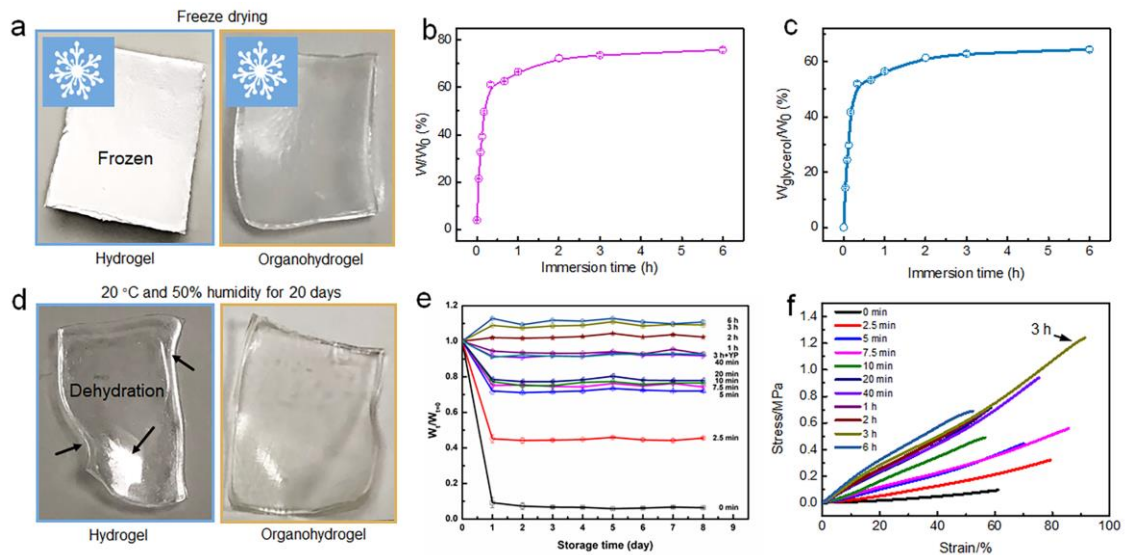 a
Freeze drying
Frozen
Hydrogel
Organohydrogel
b
W/W0 (%)
80
60
40
20
0
0 1 2 3 4 5 6
Immersion time (h)
c
Wglycerol/W0 (%)
80
60
40
20
0
0 1 2 3 4 5 6
Immersion time (h)
d
20 °C and 50% humidity for 20 days
Dehydration
Hydrogel
Organohydrogel
e
Wt/Wt=0
1.2
1.0
0.8
0.6
0.4
0.2
0.0
6 h
3 h
2 h
1 h
3 h+YP
40 min
20 min
10 min
7.5 min
5 min
2.5 min
0 min
0 1 2 3 4 5 6 7 8 9
Storage time (day)
f
Stress/MPa
1.4
1.2
1.0
0.8
0.6
0.4
0.2
0.0
0 min
2.5 min
5 min
7.5 min
10 min
20 min
40 min
1 h
2 h
3 h
6 h
3 h
0 20 40 60 80 100
Strain/%